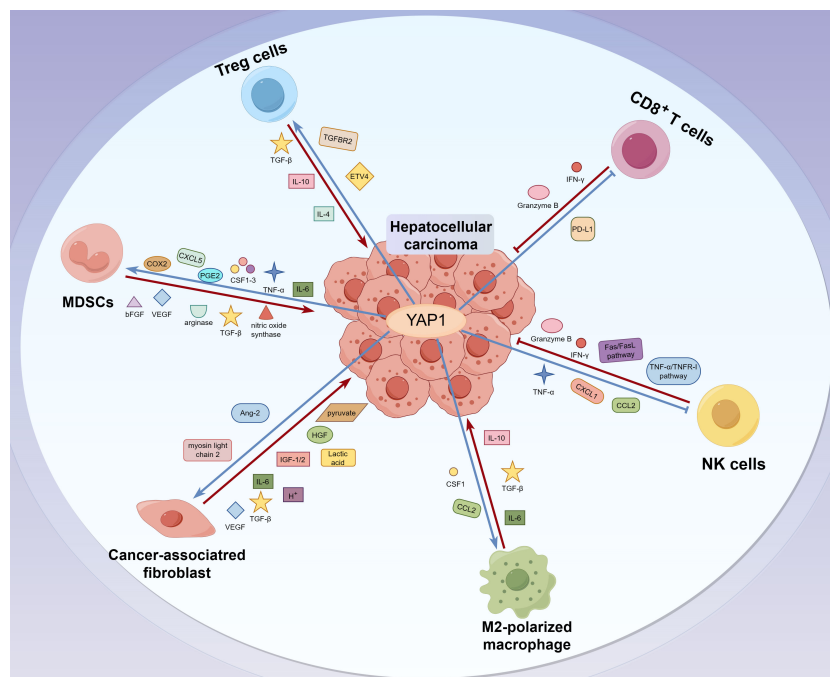 Treg cells
TGFBR2
TGF-β
ETV4
IL-10
IL-4
CD8⁺ T cells
IFN-γ
Granzyme B
PD-L1
Hepatocellular
carcinoma
YAP1
COX2
CXCL5
PGE2
CSF1-3
TNF-α
IL-6
MDSCs
bFGF
VEGF
arginase
TGF-β
nitric oxide
synthase
Granzyme B
IFN-γ
Fas/FasL
pathway
TNF-α/TNFR-I
pathway
TNF-α
CXCL1
CCL2
NK cells
Ang-2
pyruvate
HGF
myosin light
chain 2
IGF-1/2
Lactic
acid
IL-6
H⁺
VEGF
TGF-β
Cancer-associatred
fibroblast
IL-10
CSF1
TGF-β
CCL2
IL-6
M2-polarized
macrophage